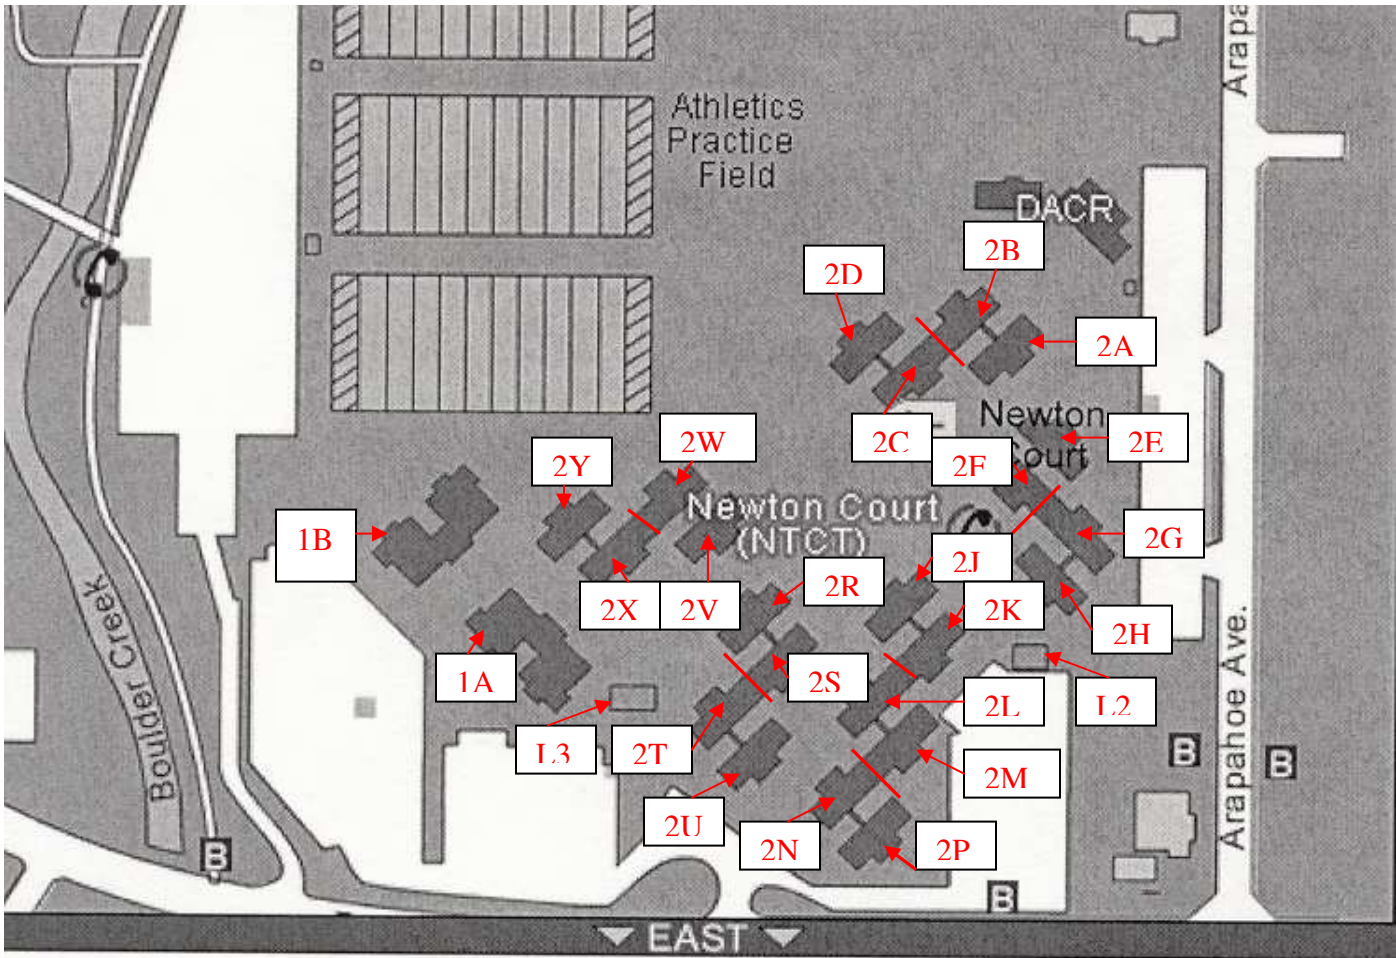 Arapa
Athletics
Practice
Field
DACR
2B
2D
2A
2C
Newton
Court
2E
2F
2W
2Y
Newton Court
(NTCT)
1B
2G
2J
2R
2K
2X
2V
2H
1A
2S
2L
L2
L3
2T
2M
2U
2N
2P
Boulder Creek
Arapahoe Ave.
B
B
B
B
EAST